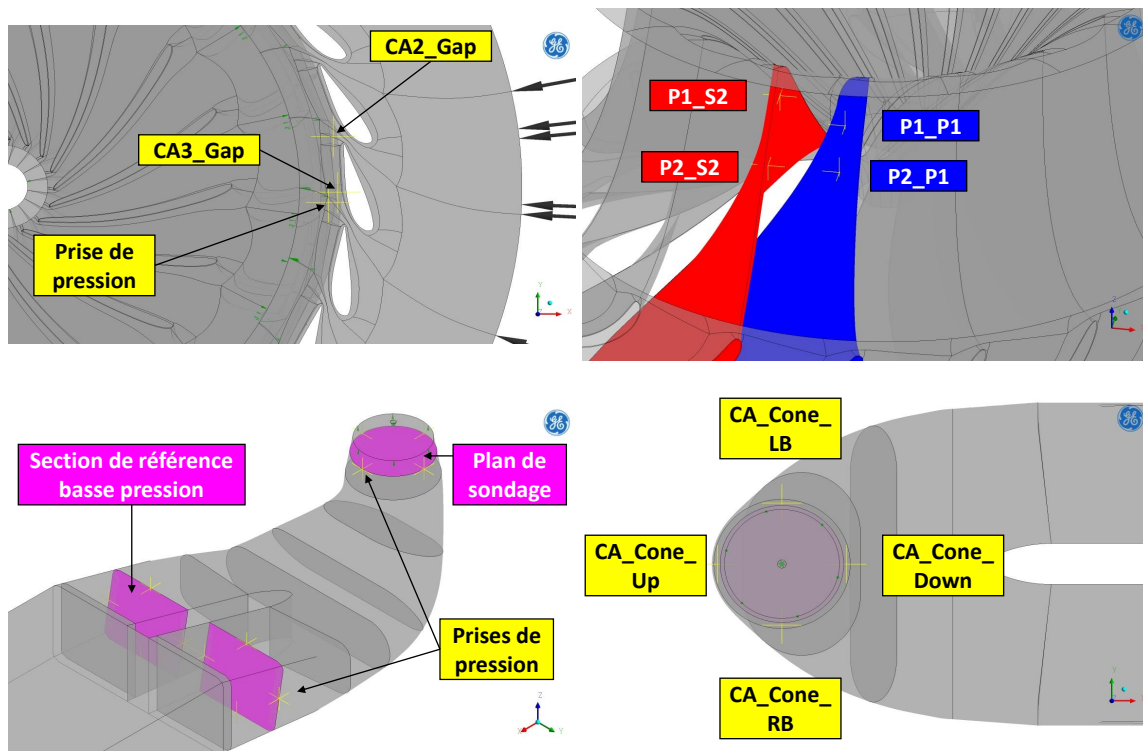 CA2_Gap
CA3_Gap
Prise de
pression
P1_S2
P1_P1
P2_S2
P2_P1
Section de référence
basse pression
Plan de
sondage
Prises de
pression
CA_Cone_
LB
CA_Cone_
Up
CA_Cone_
Down
CA_Cone_
RB